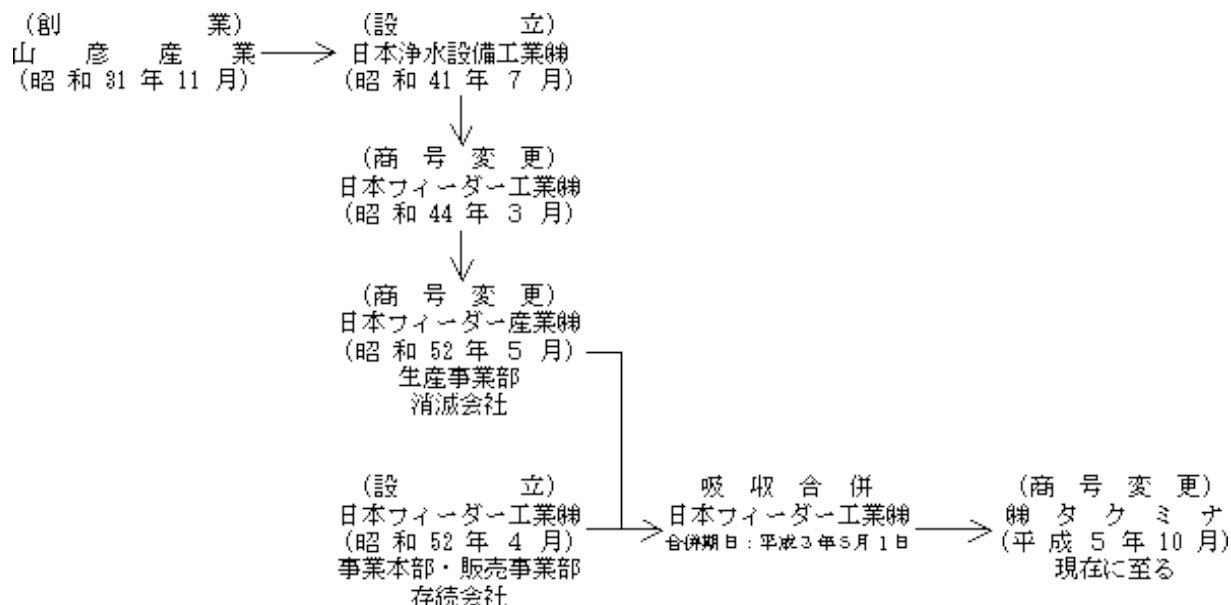 (創業)
山彦産業
(昭和31年11月)
(設立)
日本浄水設備工業㈱
(昭和41年7月)
(商号変更)
日本フィーダー工業㈱
(昭和44年3月)
(商号変更)
日本フィーダー産業㈱
(昭和52年5月)
生産事業部
消滅会社
(設立)
日本フィーダー工業㈱
(昭和52年4月)
事業本部・販売事業部
存続会社
吸収合併
日本フィーダー工業㈱
合併期日:平成3年5月1日
(商号変更)
㈱タクミナ
(平成5年10月)
現在に至る